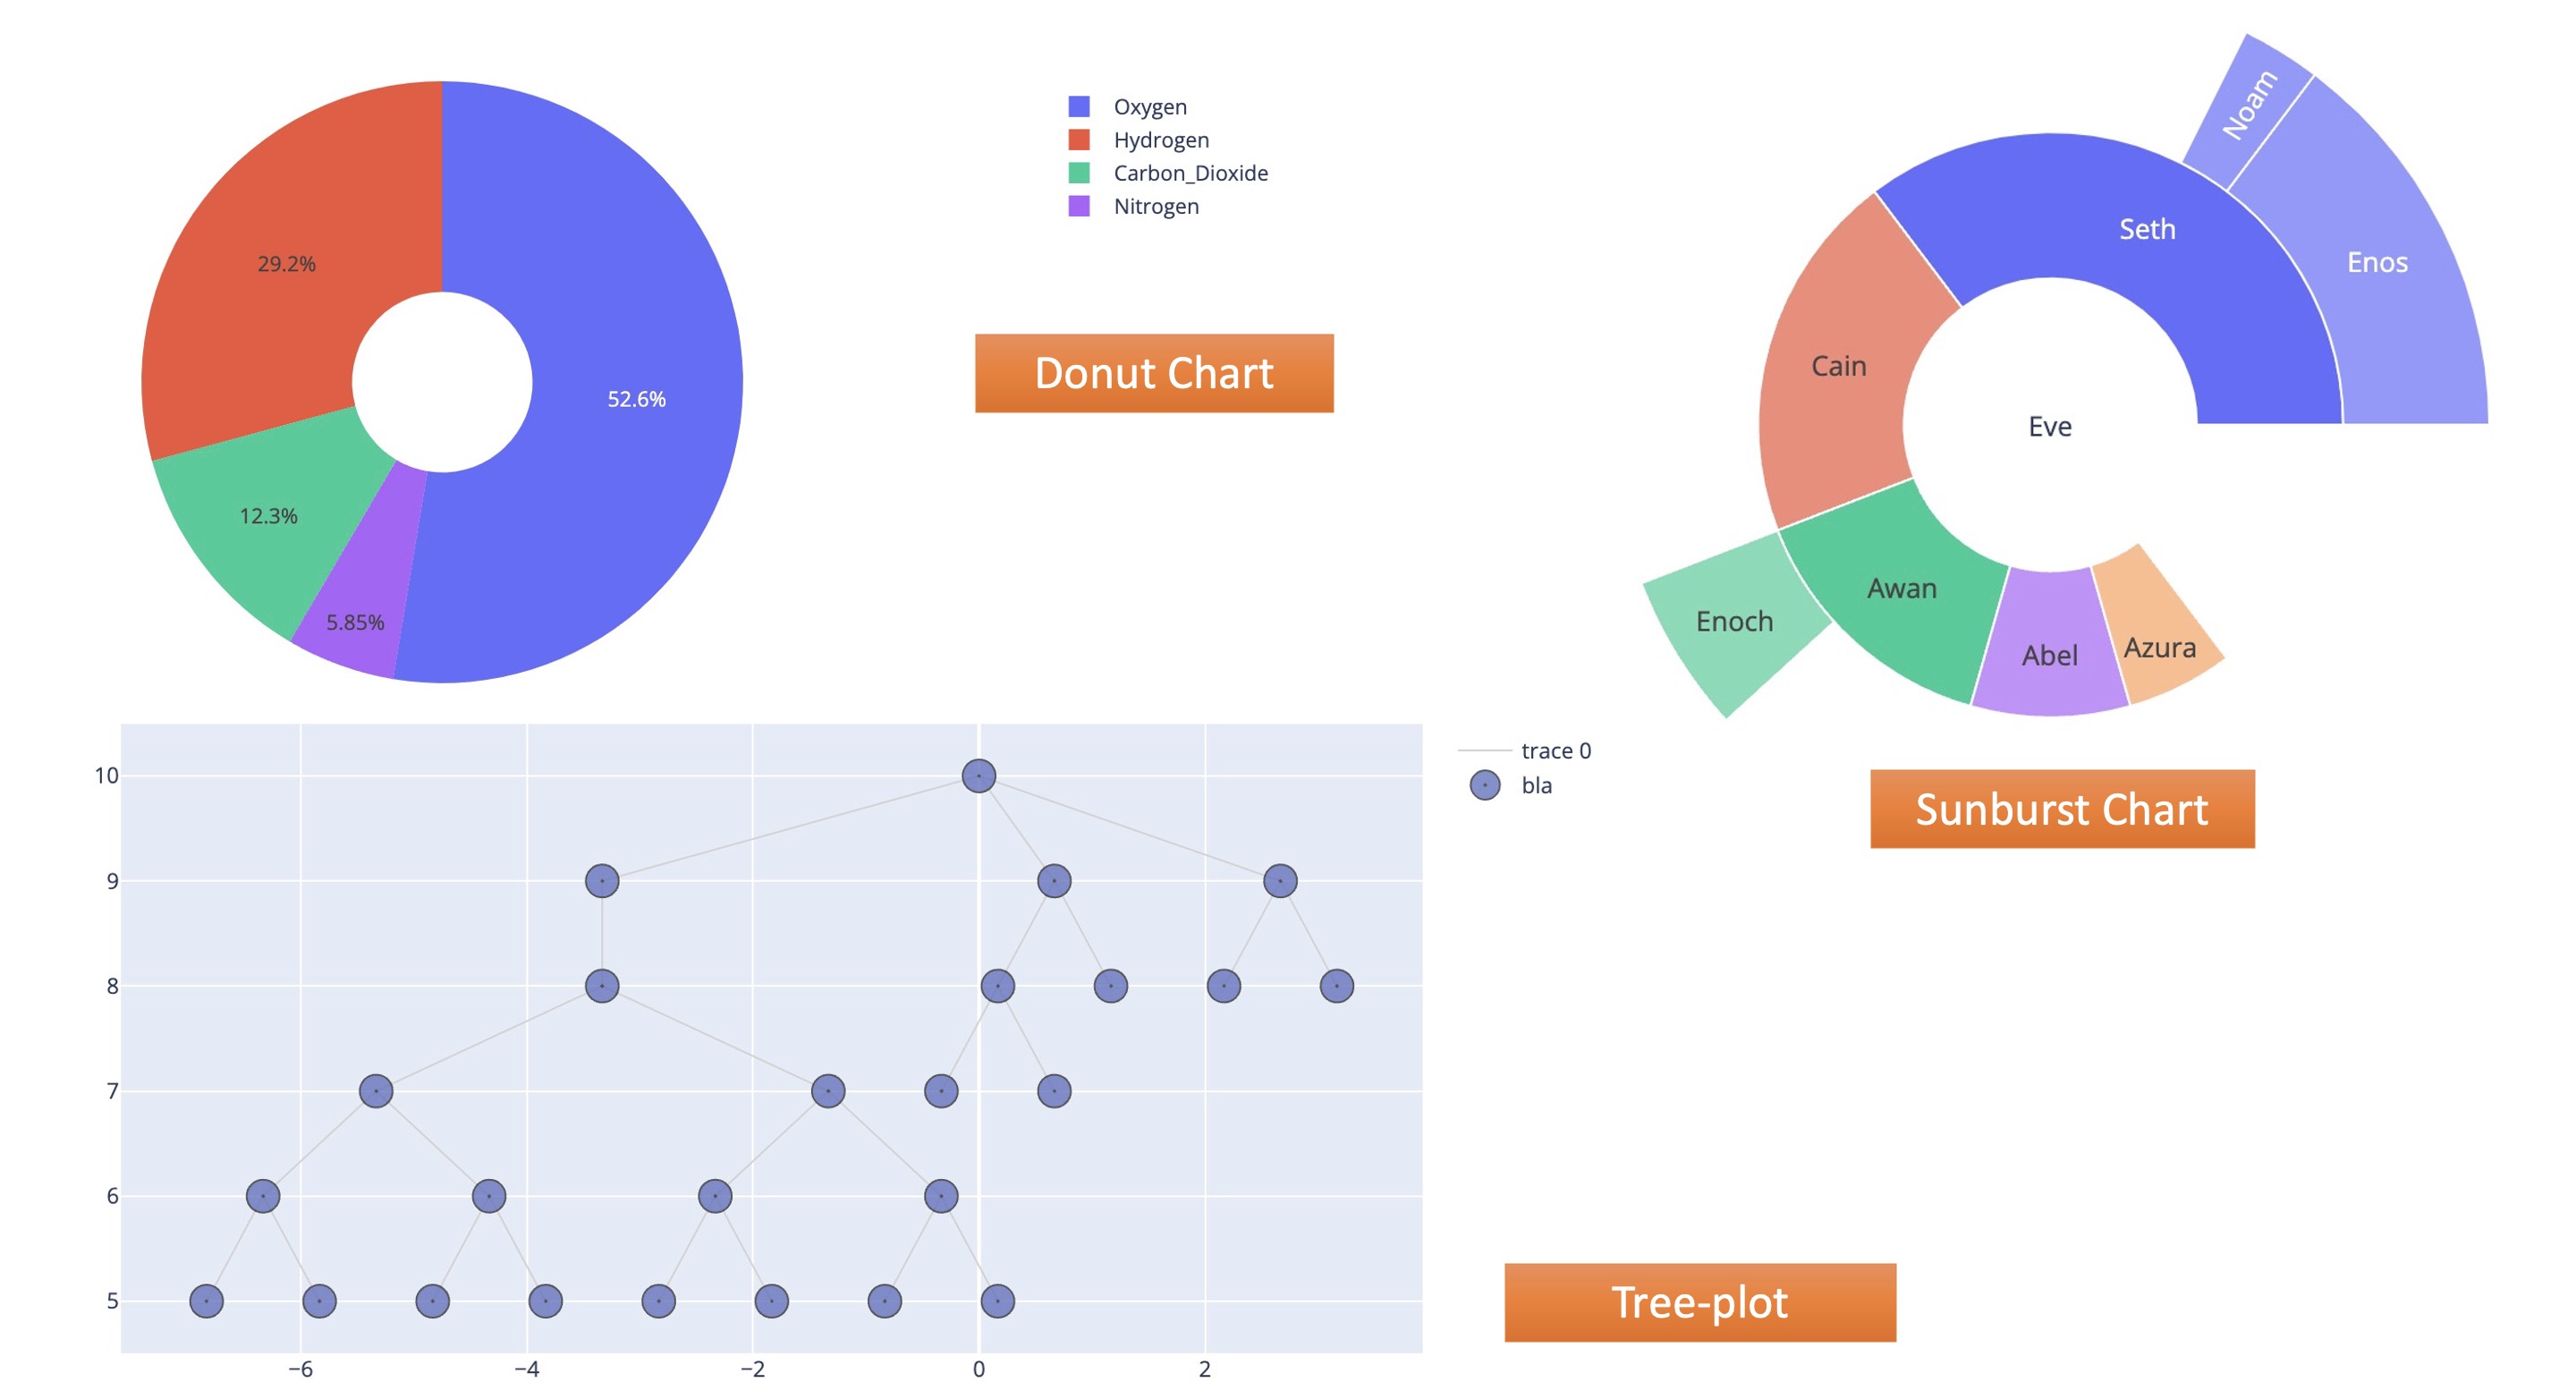 Oxygen
Hydrogen
Carbon_Dioxide
Nitrogen
29.2%
52.6%
12.3%
5.85%
Donut Chart
Noam
Seth
Enos
Cain
Eve
Awan
Enoch
Abel
Azura
Sunburst Chart
trace 0
bla
10
9
8
7
6
5
−6
−4
−2
0
2
Tree-plot